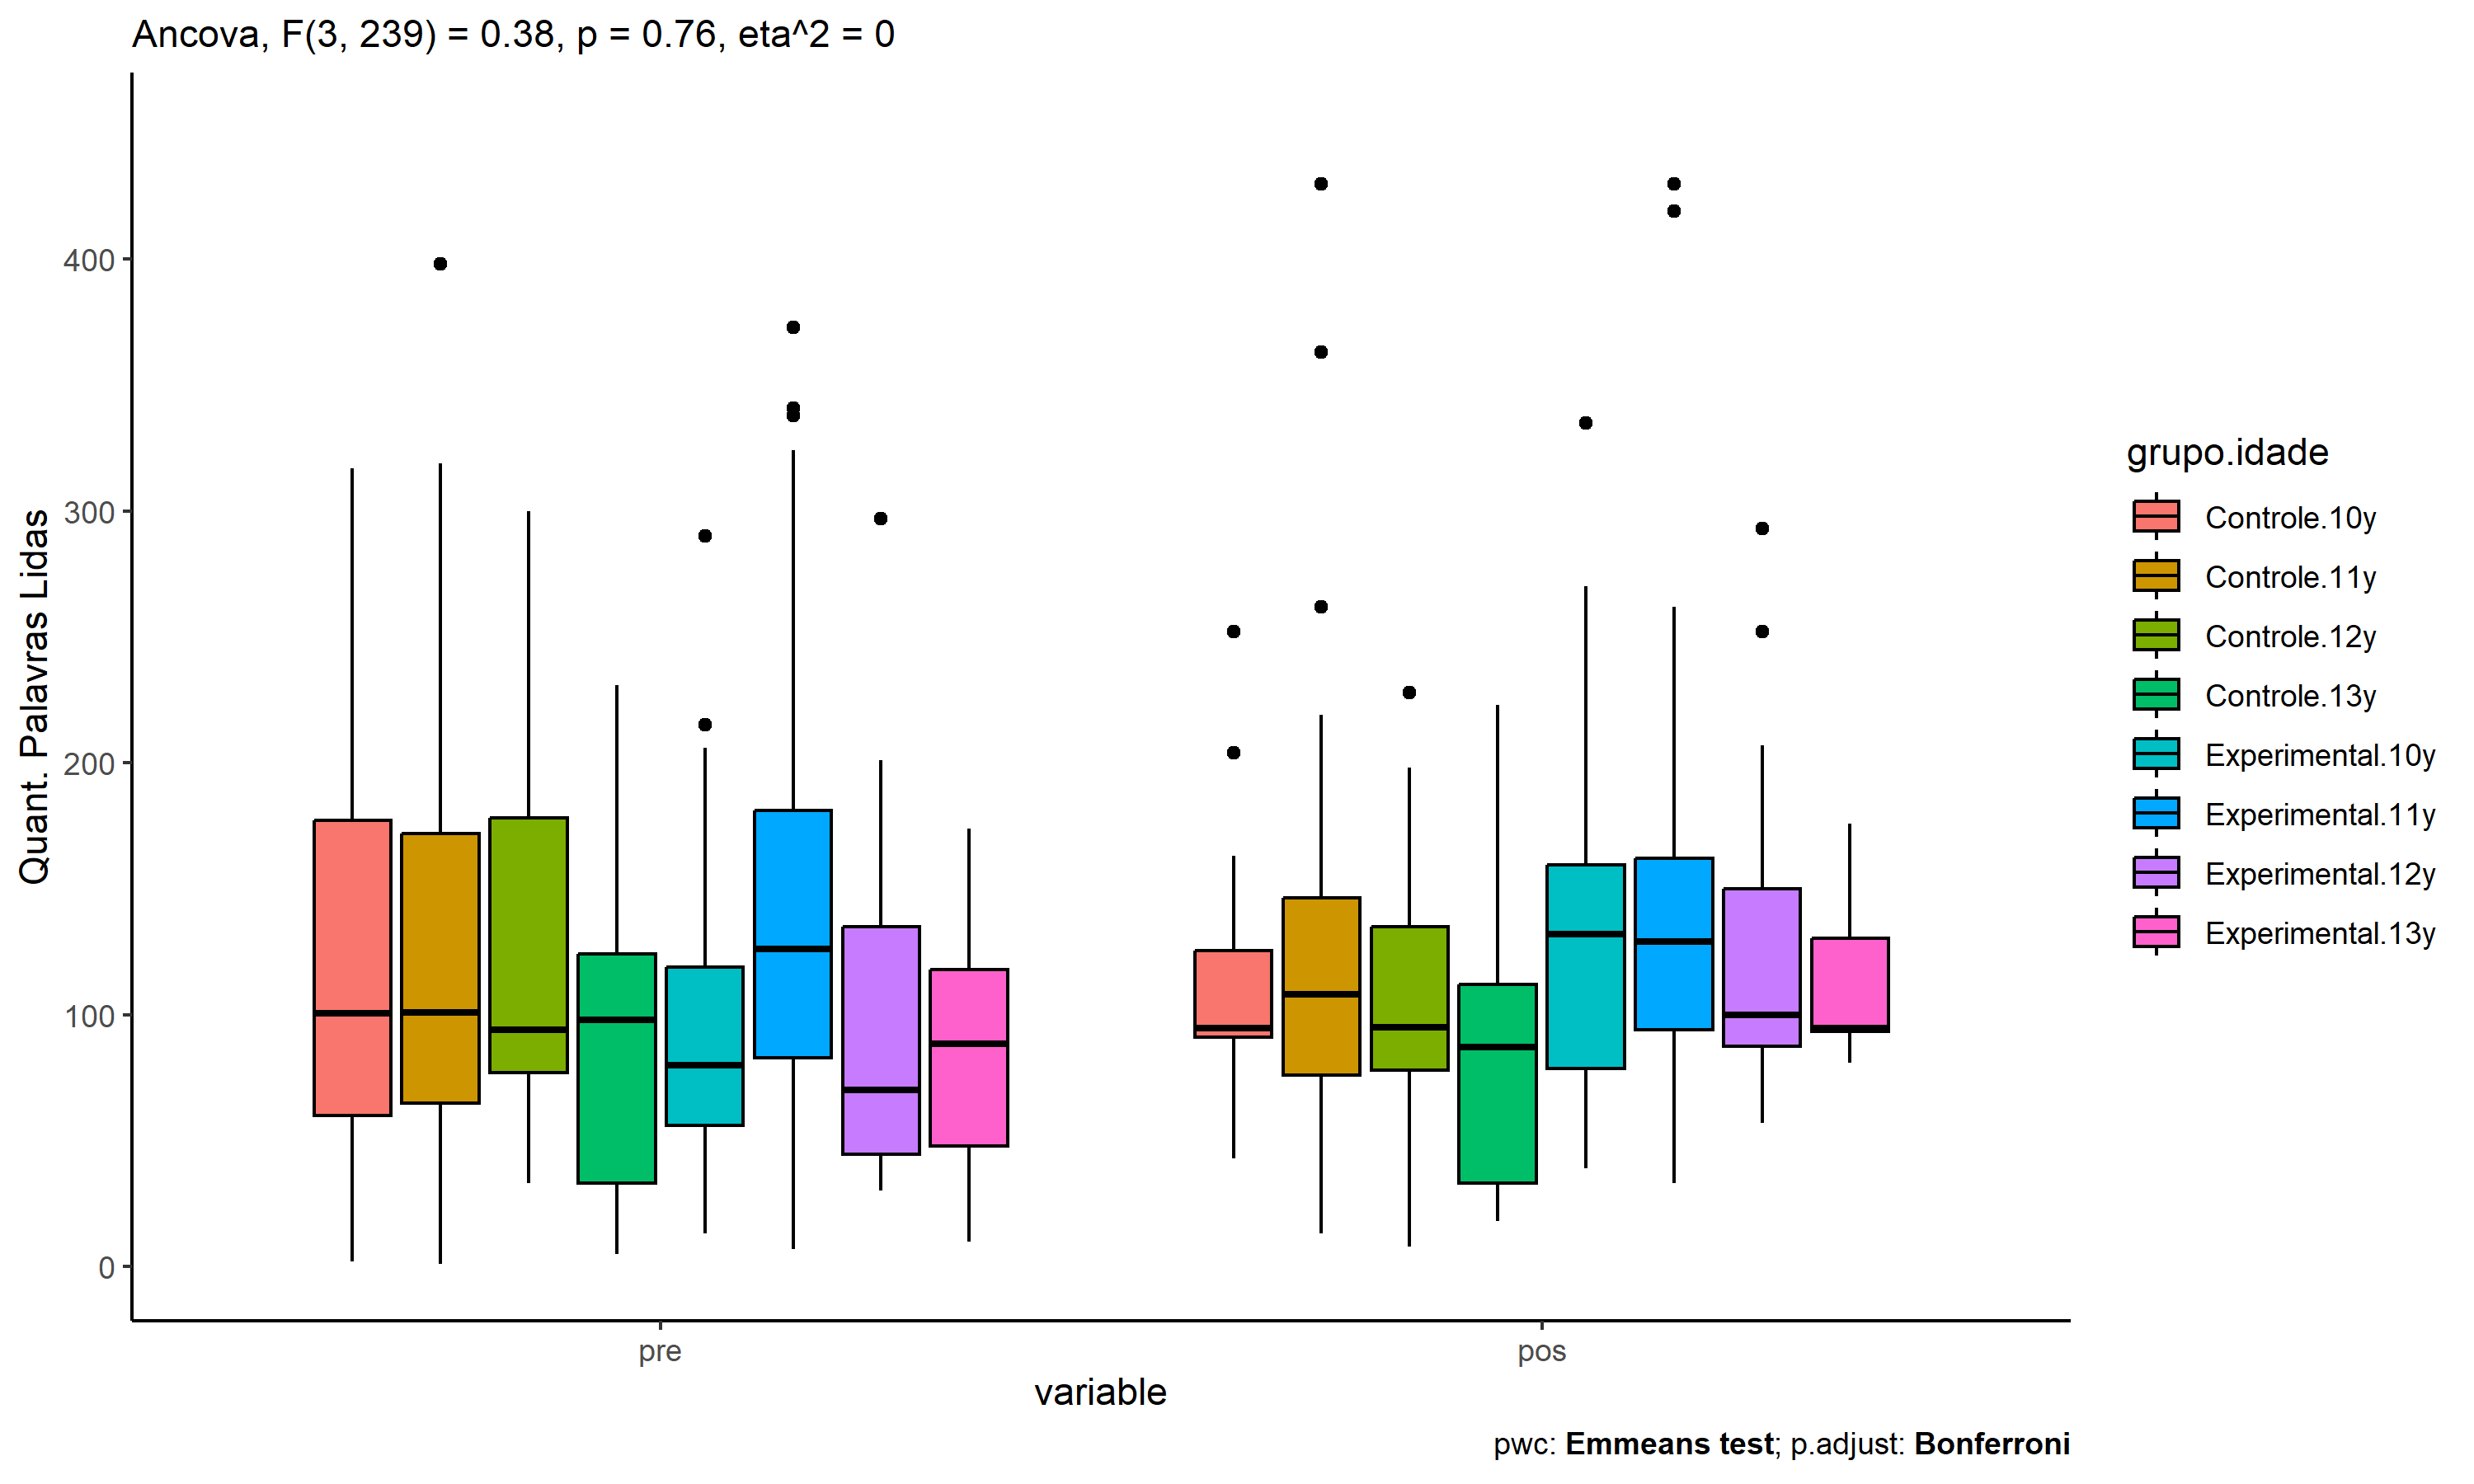 Ancova, F(3, 239) = 0.38, p = 0.76, eta^2 = 0
Quant. Palavras Lidas
400
300
200
100
0
pre
pos
variable
grupo.idade
Controle.10y
Controle.11y
Controle.12y
Controle.13y
Experimental.10y
Experimental.11y
Experimental.12y
Experimental.13y
pwc: Emmeans test; p.adjust: Bonferroni